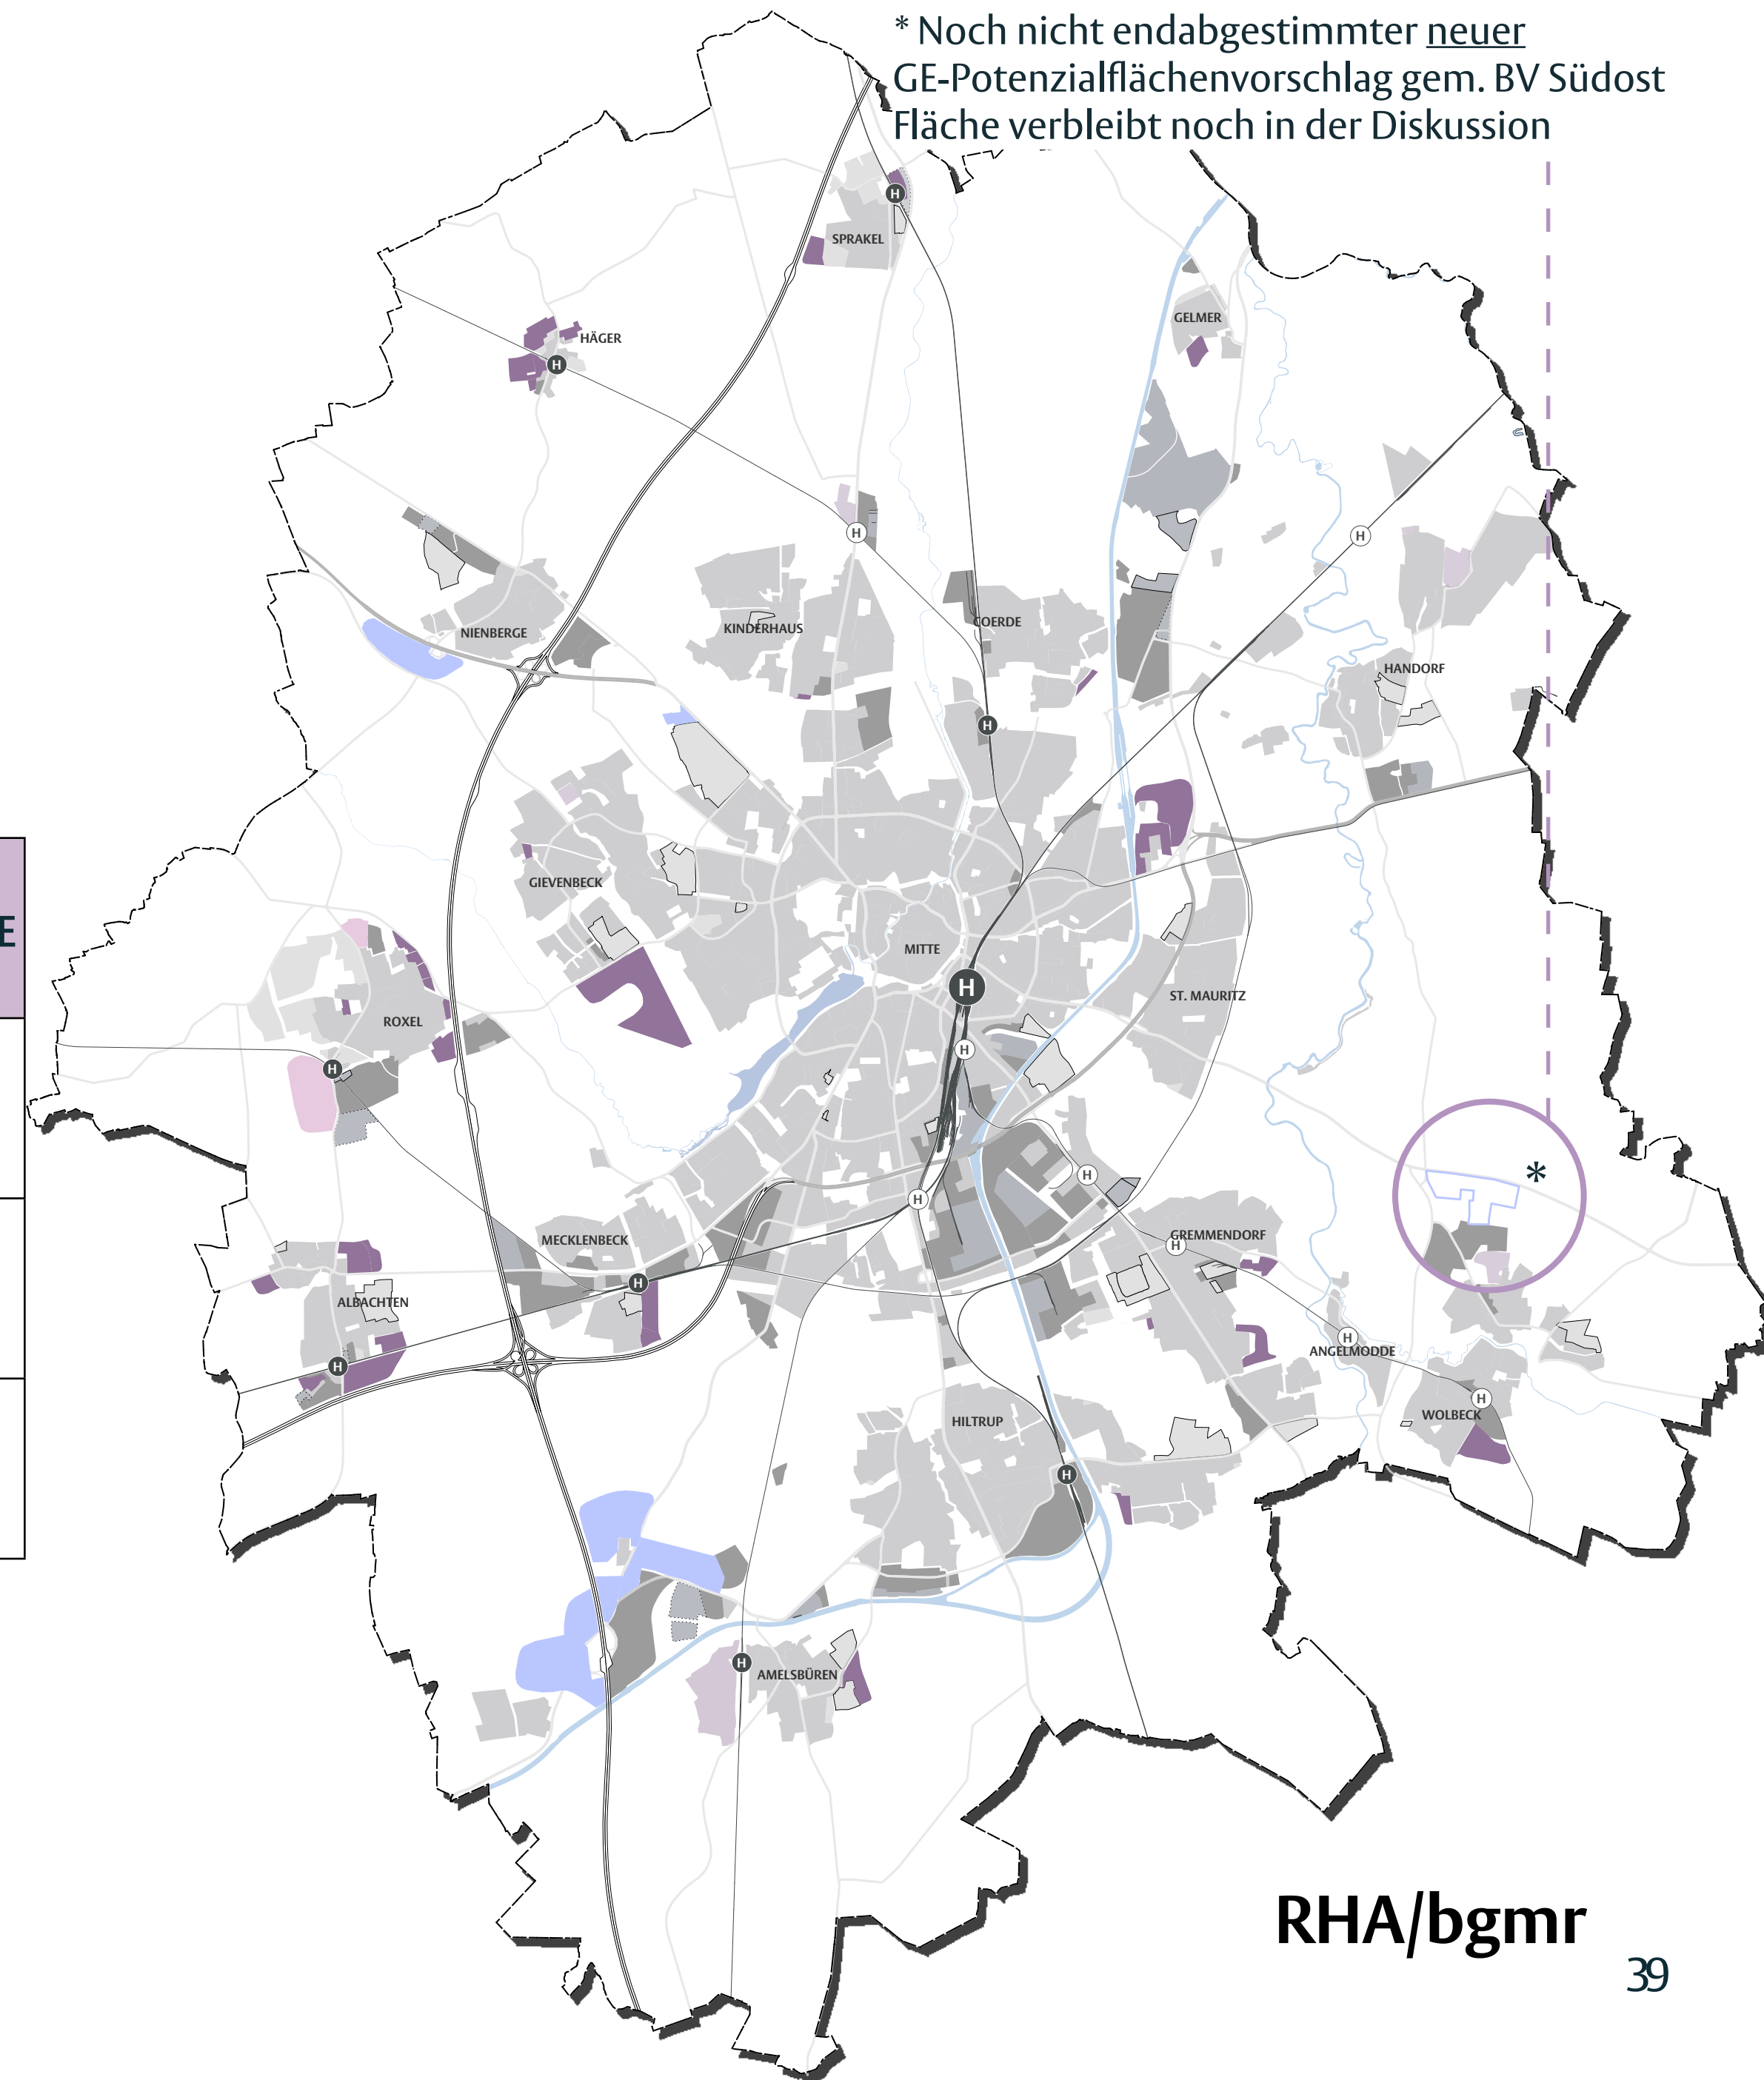 * Noch nicht endabgestimmter neuer
GE-Potenzialflächenvorschlag gem. BV Südost
Fläche verbleibt noch in der Diskussion
H
SPRAKEL
GELMER
HÄGER
H
H
H
NIENBERGE
KINDERHAUS
COERDE
HANDORF
H
GIEVENBECK
E
MITTE
H
ST. MAURITZ
ROXEL
H
H
H
*
H
MECKLENBECK
GREMMENDORF
H
H
ALBACHTEN
H
ANGELMODDE
H
H
WOLBECK
HILTRUP
H
H
AMELSBÜREN
RHA/bgmr
39